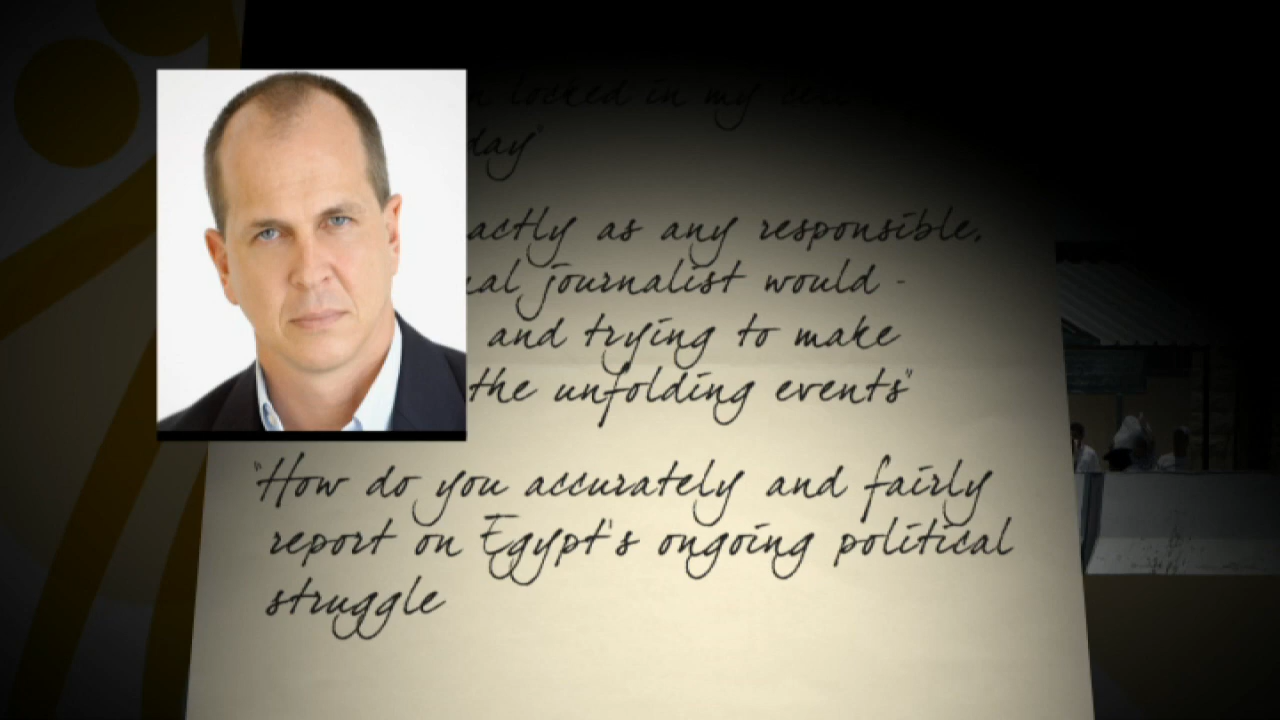 locked in my cell
day"
actly as any responsible,
al journalist would -
and trying to make
the unfolding events"
"How do you accurately and fairly
report on Egypt's ongoing political
struggle